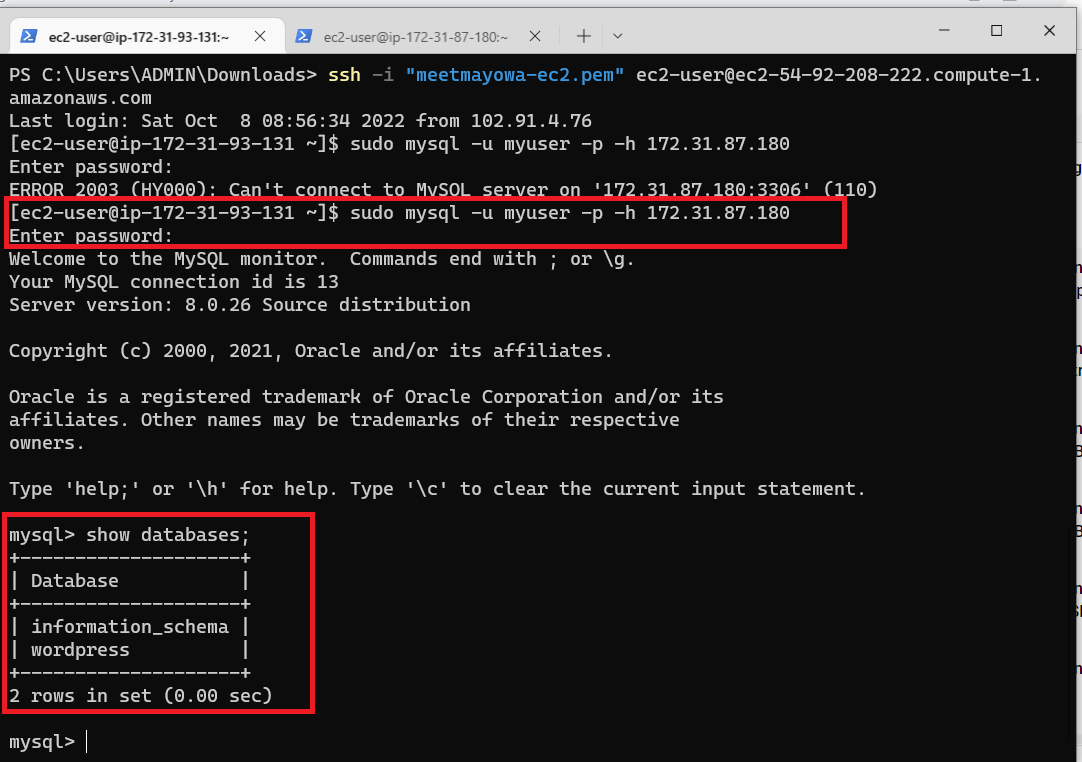 ec2-user@ip-172-31-93-131:~
ec2-user@ip-172-31-87-180:~
PS C:\Users\ADMIN\Downloads> ssh -i "meetmayowa-ec2.pem" ec2-user@ec2-54-92-208-222.compute-1.
amazonaws.com
Last login: Sat Oct  8 08:56:34 2022 from 102.91.4.76
[ec2-user@ip-172-31-93-131 ~]$ sudo mysql -u myuser -p -h 172.31.87.180
Enter password:
ERROR 2003 (HY000): Can't connect to MySQL server on '172.31.87.180:3306' (110)
[ec2-user@ip-172-31-93-131 ~]$ sudo mysql -u myuser -p -h 172.31.87.180
Enter password:
Welcome to the MySQL monitor.  Commands end with ; or \g.
Your MySQL connection id is 13
Server version: 8.0.26 Source distribution

Copyright (c) 2000, 2021, Oracle and/or its affiliates.

Oracle is a registered trademark of Oracle Corporation and/or its
affiliates. Other names may be trademarks of their respective
owners.

Type 'help;' or '\h' for help. Type '\c' to clear the current input statement.

mysql> show databases;
+--------------------+
| Database           |
+--------------------+
| information_schema |
| wordpress          |
+--------------------+
2 rows in set (0.00 sec)

mysql>